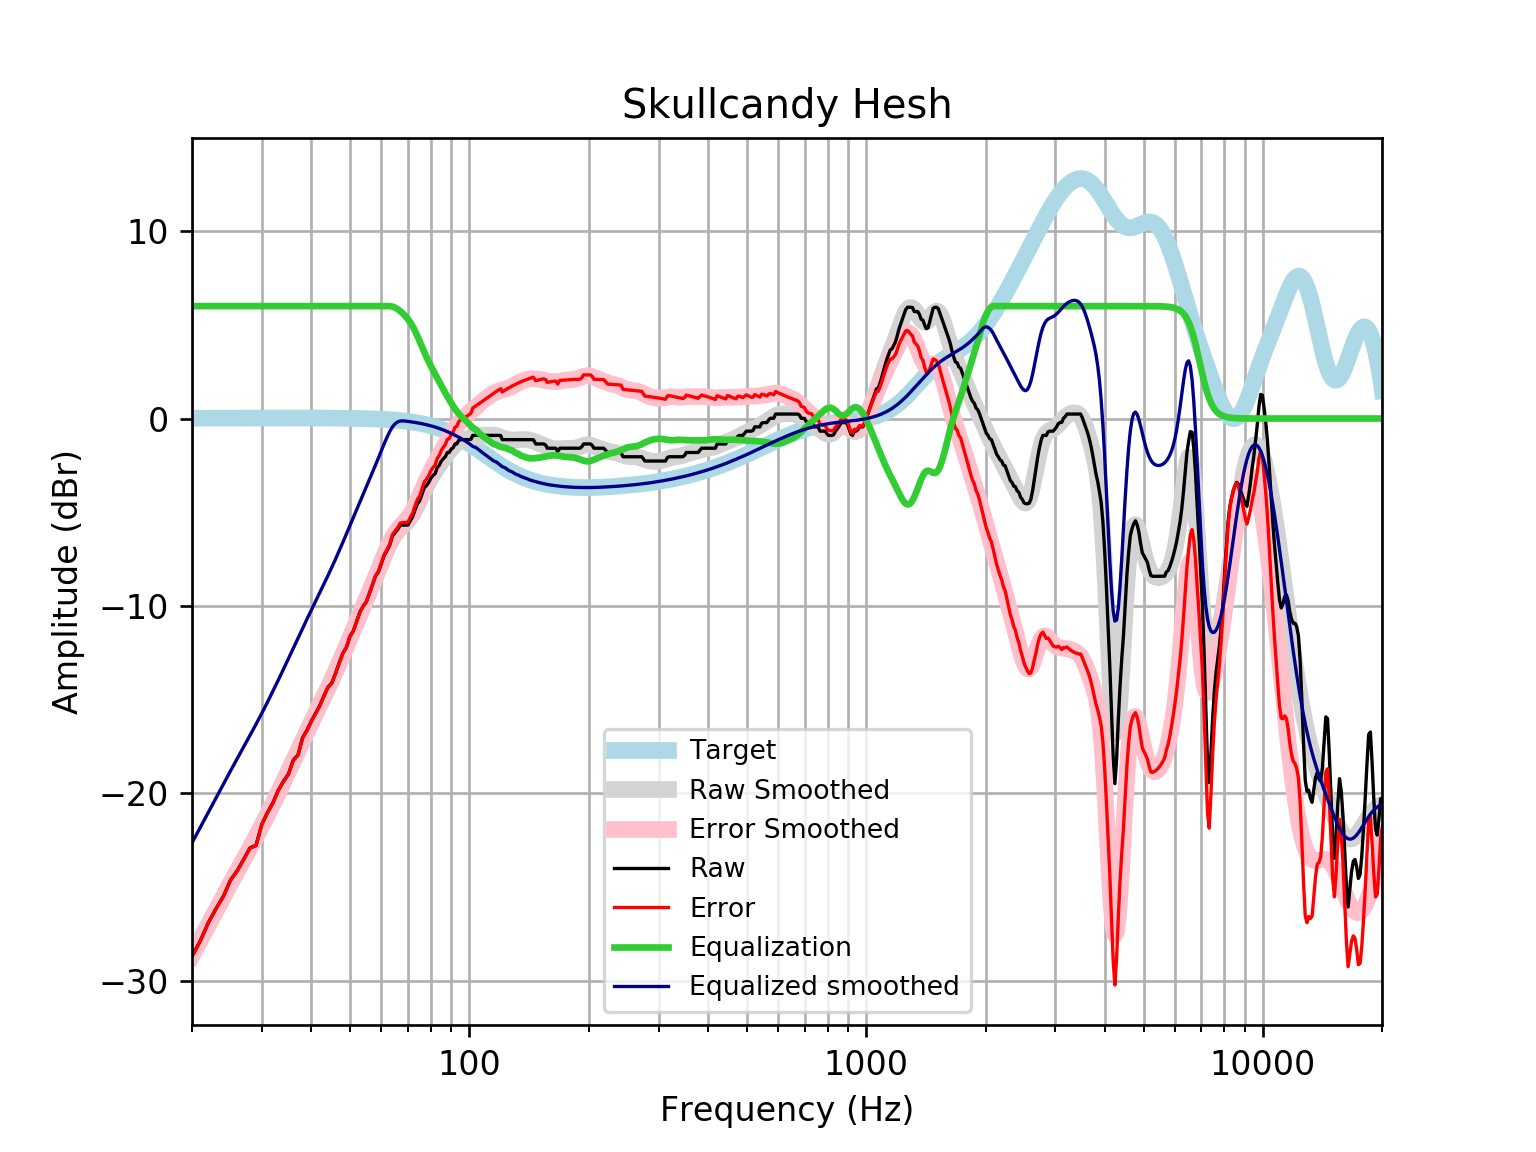 Skullcandy Hesh
Amplitude (dBr)
10
0
−10
−20
−30
Target
Raw Smoothed
Error Smoothed
Raw
Error
Equalization
Equalized smoothed
100
1000
10000
Frequency (Hz)